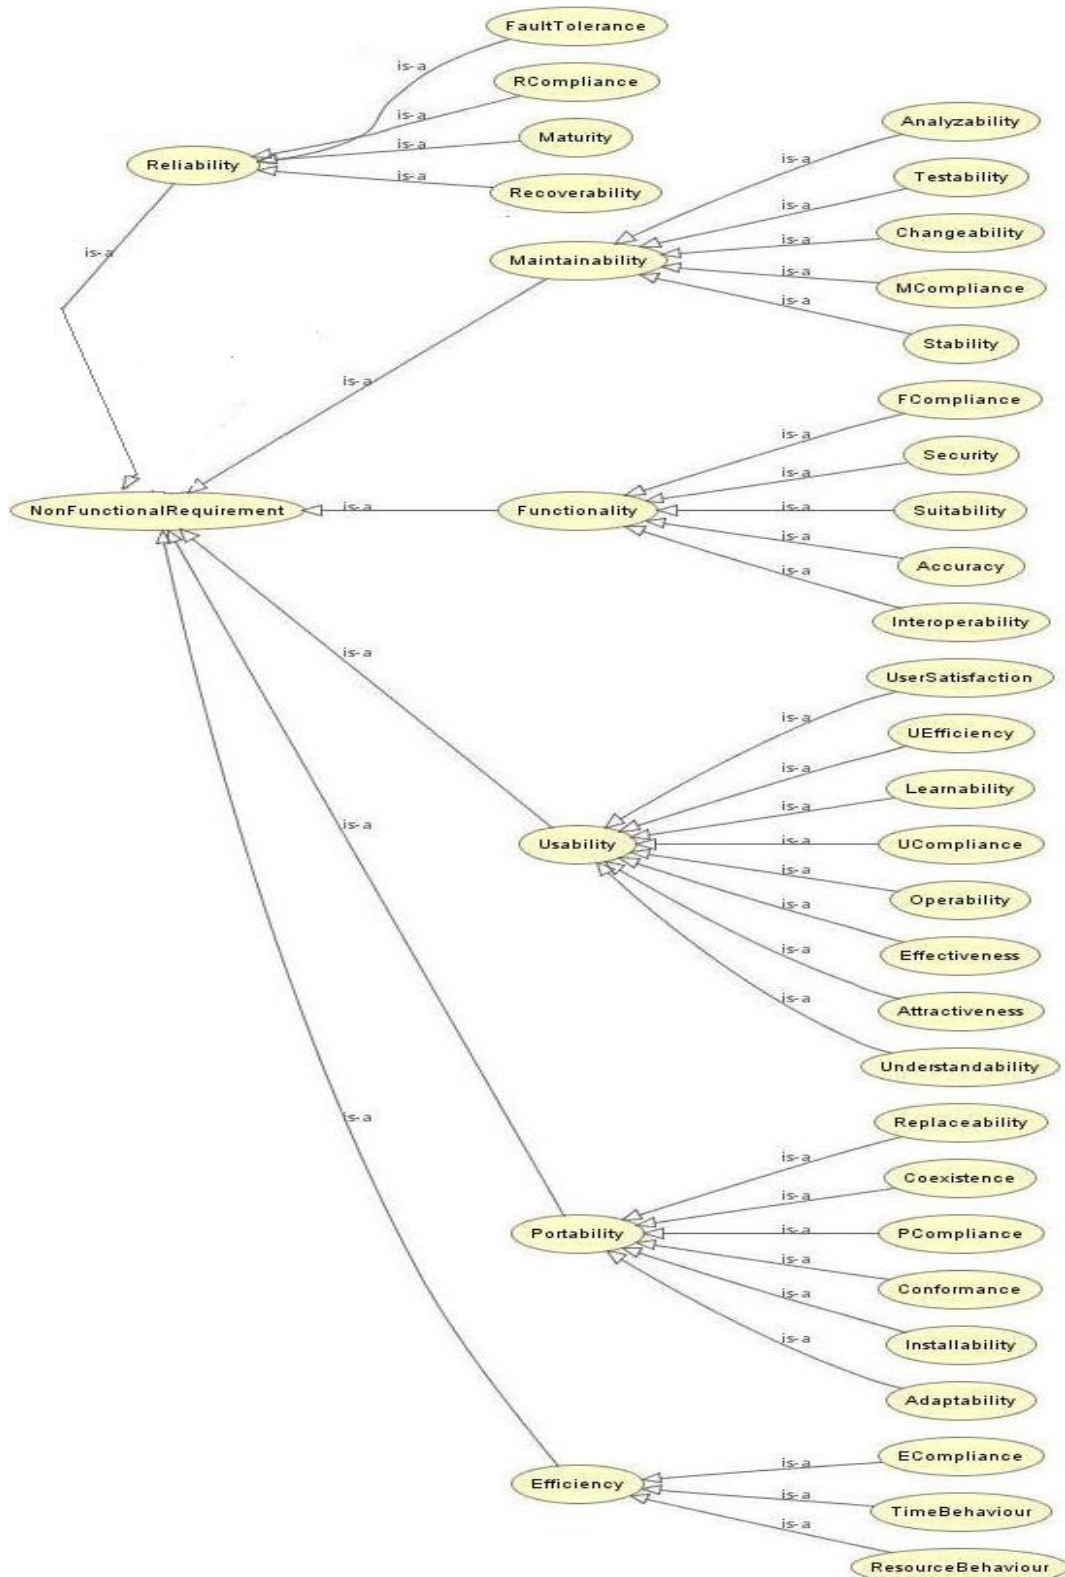 FaultTolerance
is-a
RCompliance
is-a
Maturity
is-a
Reliability
Recoverability
is-a
is-a
Analyzability
is-a
Testability
is-a
Changeability
is-a
Maintainability
MCompliance
is-a
Stability
is-a
is-a
FCompliance
is-a
Security
is-a
NonFunctionalRequirement
is-a
Functionality
Suitability
is-a
Accuracy
is-a
Interoperability
is-a
UserSatisfaction
is-a
is-a
UEfficiency
is-a
Learnability
is-a
Usability
UCompliance
is-a
Operability
is-a
Effectiveness
is-a
Attractiveness
is-a
Understandability
is-a
is-a
Replaceability
is-a
Coexistence
is-a
Portability
PCompliance
is-a
Conformance
is-a
Installability
is-a
Adaptability
is-a
is-a
ECompliance
is-a
Efficiency
TimeBehaviour
is-a
ResourceBehaviour
is-a